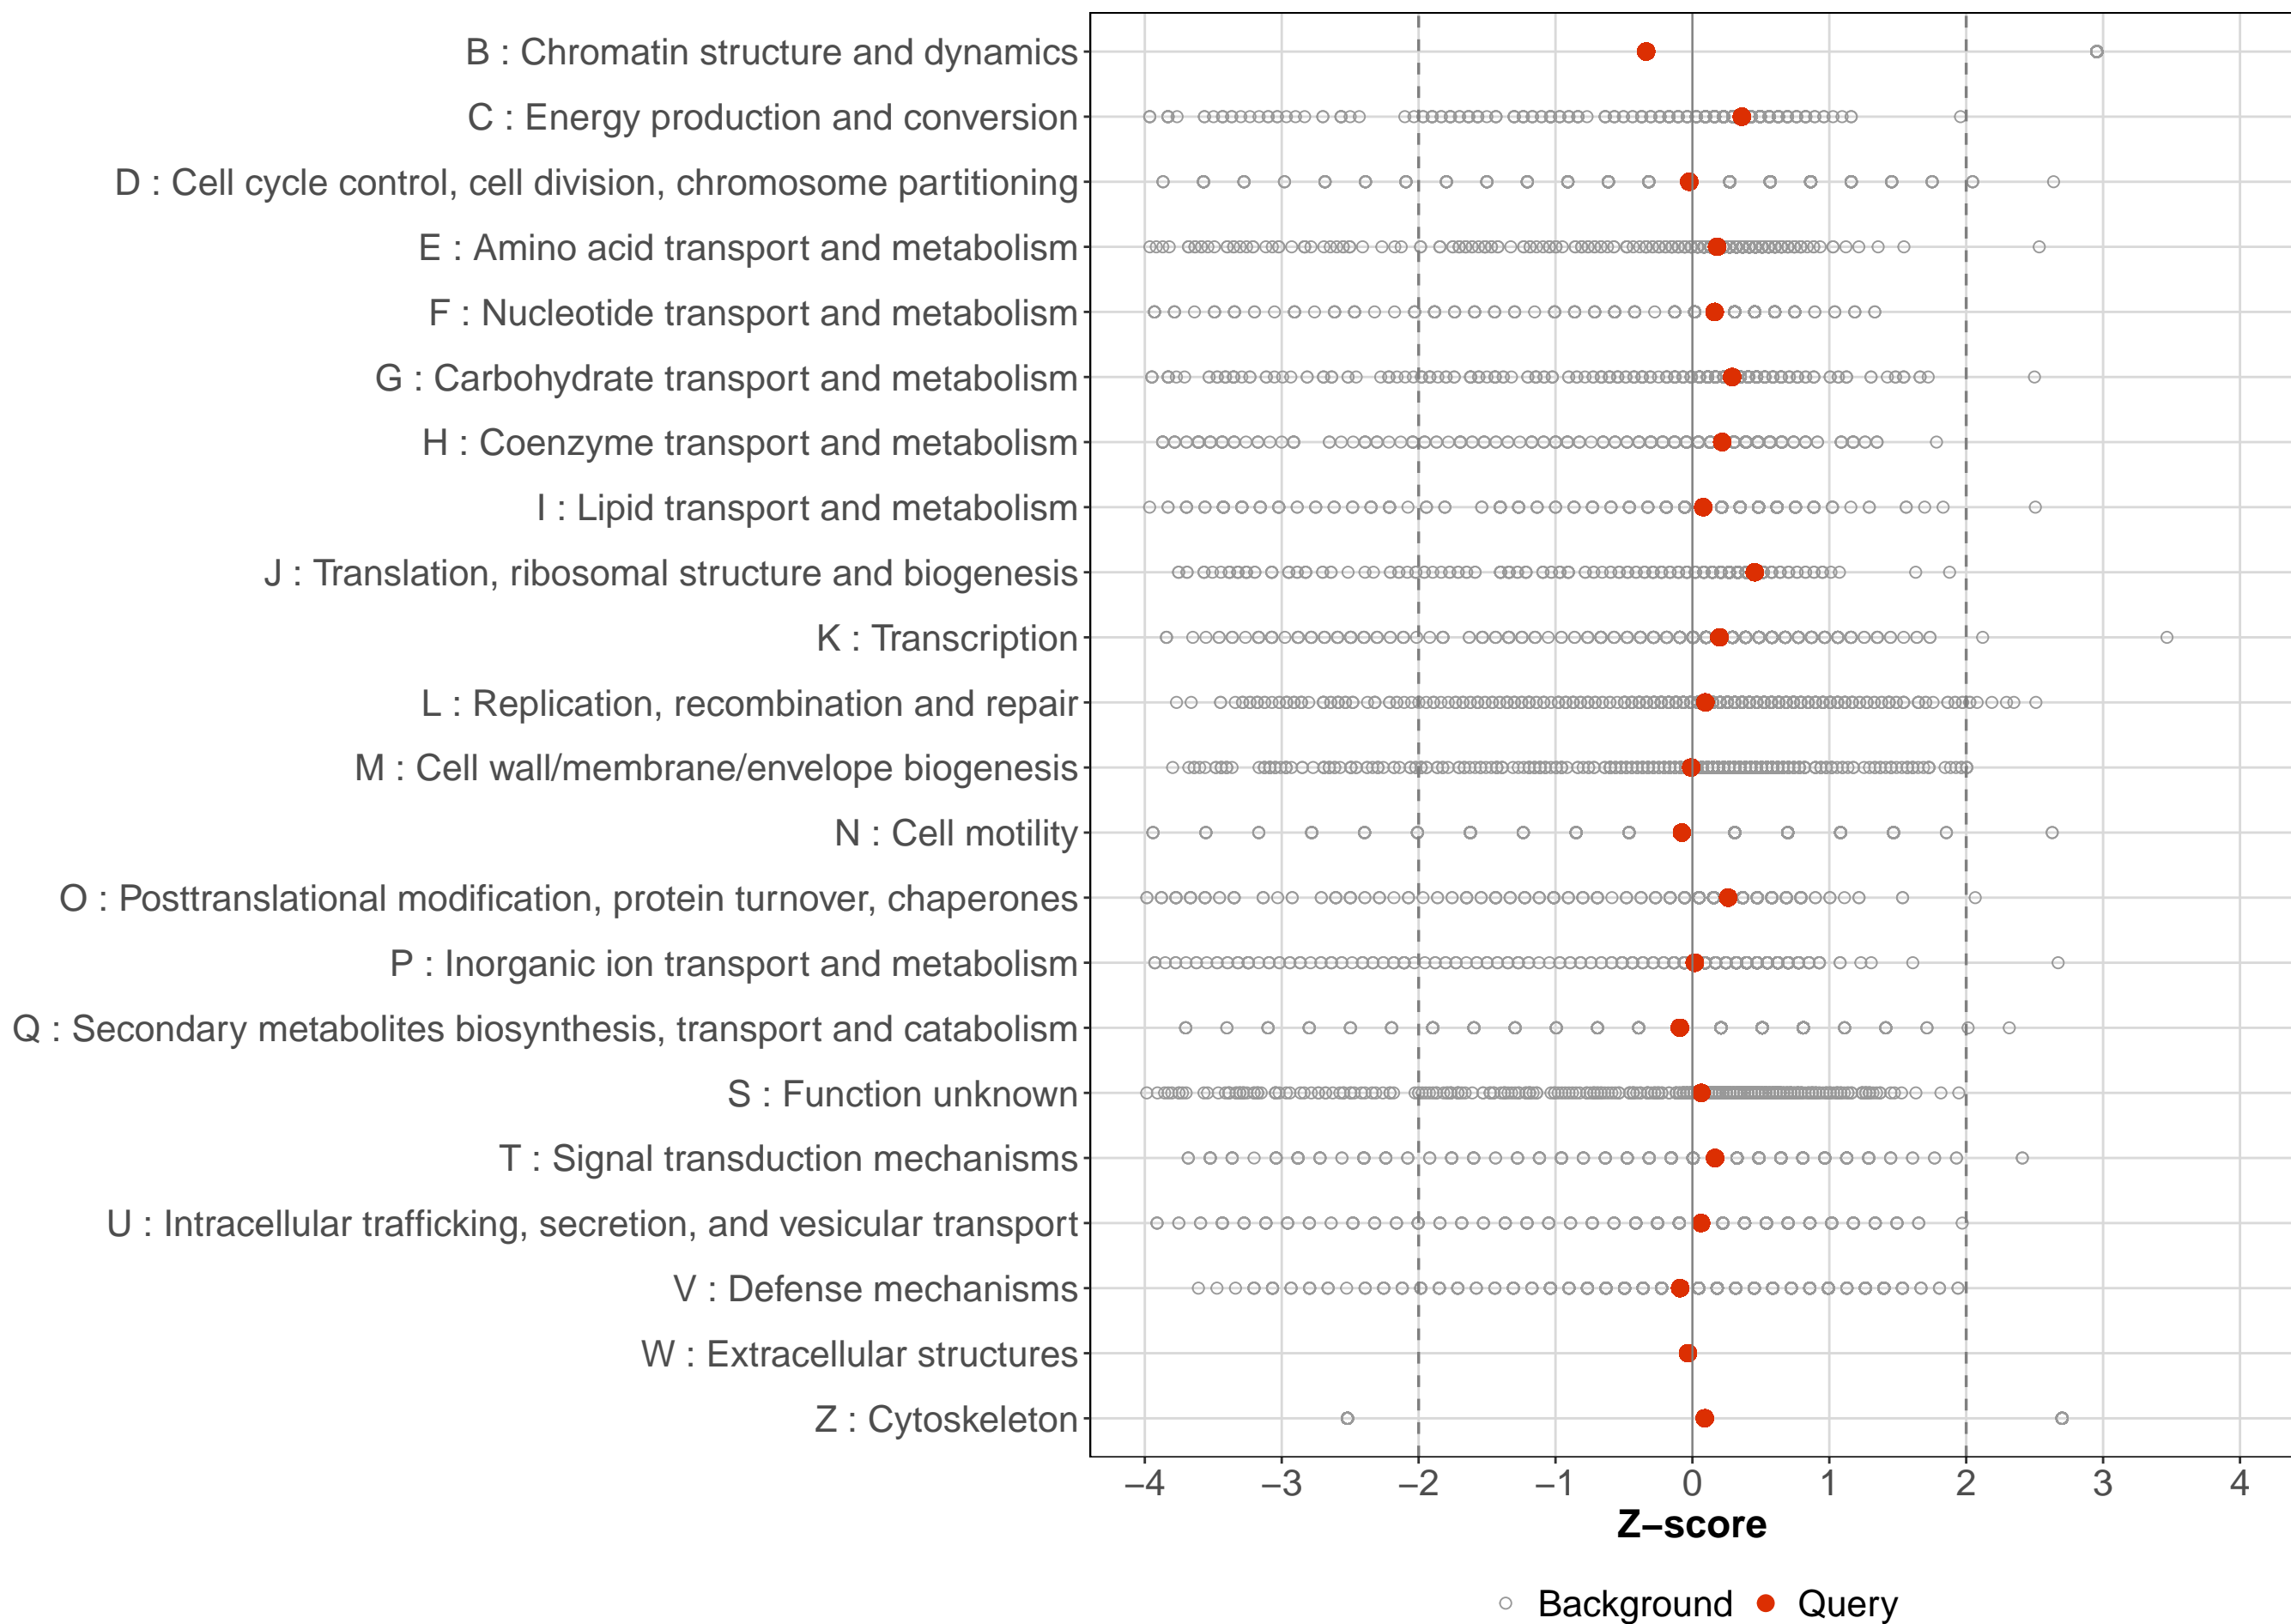 B : Chromatin structure and dynamics
C : Energy production and conversion
D : Cell cycle control, cell division, chromosome partitioning
E : Amino acid transport and metabolism
F : Nucleotide transport and metabolism
G : Carbohydrate transport and metabolism
H : Coenzyme transport and metabolism
I : Lipid transport and metabolism
J : Translation, ribosomal structure and biogenesis
K : Transcription
L : Replication, recombination and repair
M : Cell wall/membrane/envelope biogenesis
N : Cell motility
O : Posttranslational modification, protein turnover, chaperones
P : Inorganic ion transport and metabolism
Q : Secondary metabolites biosynthesis, transport and catabolism
S : Function unknown
T : Signal transduction mechanisms
U : Intracellular trafficking, secretion, and vesicular transport
V : Defense mechanisms
W : Extracellular structures
Z : Cytoskeleton
−4 −3 −2 −1 0 1 2 3 4
Z−score
Background Query